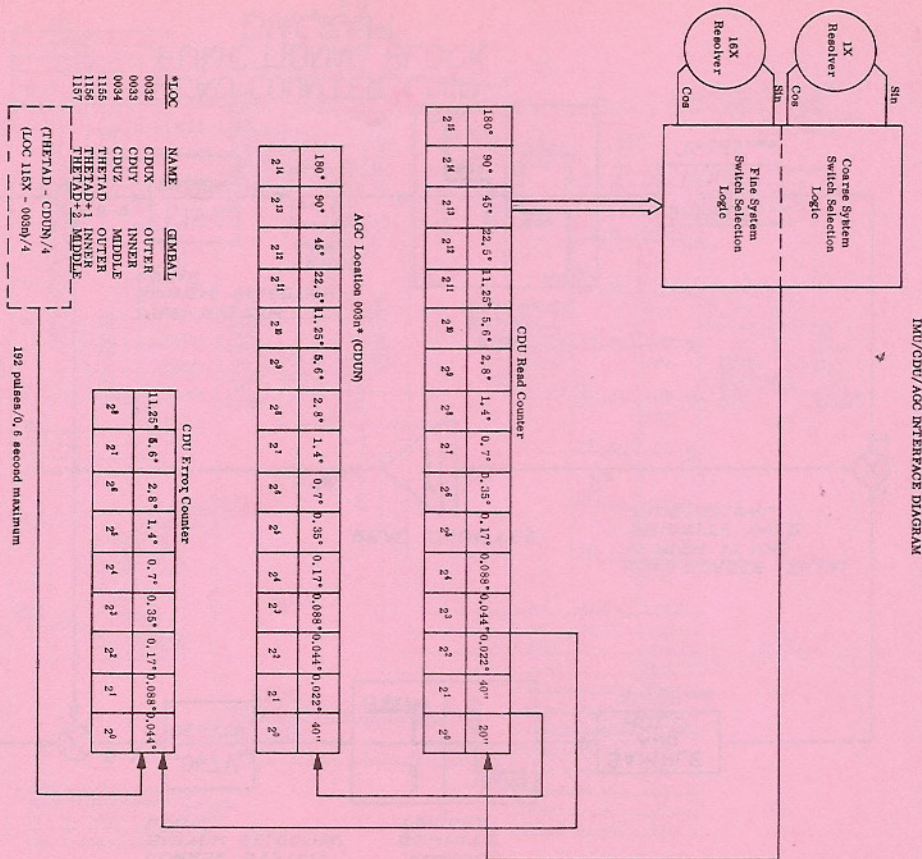 IMU/CDU/AGC INTERFACE DIAGRAM
1X
Resolver
Sin
Cos
16X
Resolver
Sin
Cos
Coarse System
Switch Selection
Logic
Fine System
Switch Selection
Logic
CDU Read Counter
180° 90° 45° 22.5° 11.25° 5.6° 2.8° 1.4° 0.7° 0.35° 0.17° 0.088° 0.044° 0.022° 40" 20"
2¹⁵ 2¹⁴ 2¹³ 2¹² 2¹¹ 2¹⁰ 2⁹ 2⁸ 2⁷ 2⁶ 2⁵ 2⁴ 2³ 2² 2¹ 2⁰
AGC Location 003n* (CDUN)
180° 90° 45° 22.5° 11.25° 5.6° 2.8° 1.4° 0.7° 0.35° 0.17° 0.088° 0.044° 0.022° 40"
2¹⁴ 2¹³ 2¹² 2¹¹ 2¹⁰ 2⁹ 2⁸ 2⁷ 2⁶ 2⁵ 2⁴ 2³ 2² 2¹ 2⁰
CDU Error Counter
11.25° 5.6° 2.8° 1.4° 0.7° 0.35° 0.17° 0.088° 0.044°
2⁸ 2⁷ 2⁶ 2⁵ 2⁴ 2³ 2² 2¹ 2⁰
*LOC NAME GIMBAL
0032 CDUX OUTER
0033 CDUY INNER
0034 CDUZ MIDDLE
1155 THETAD OUTER
1156 THETAD+1 INNER
1157 THETAD+2 MIDDLE
(THETAD - CDUN)/4
(LOC 115X - 003n)/4
192 pulses/0.6 second maximum